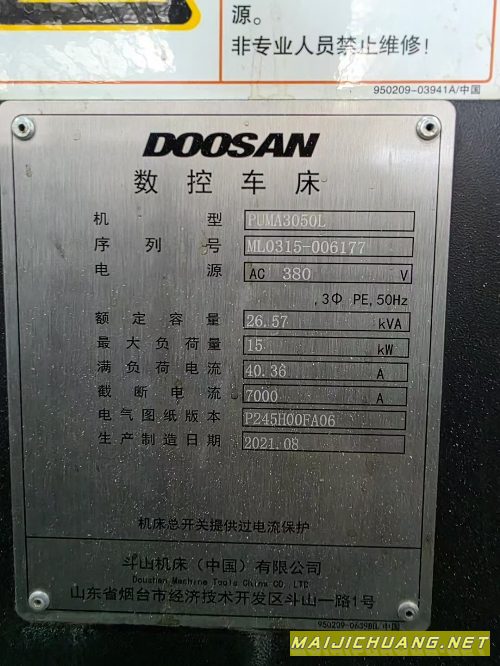 源。
非专业人员禁止维修!
950209-03941A/中国
DOOSAN
数控车床
机型 PUMA3050L
序列号 ML0315-006177
电源 AC 380 V
,3Φ PE,50Hz
额定容量 26.57 kVA
最大负荷量 15 kW
满负荷电流 40.36 A
截断电流 7000 A
电气图纸版本 P245H00FA06
生产制造日期 2021.08
机床总开关提供过电流保护
斗山机床(中国)有限公司
Doushan Machine Tools China CO. LTD
山东省烟台市经济技术开发区斗山一路1号
MAIJICHUANG.NET